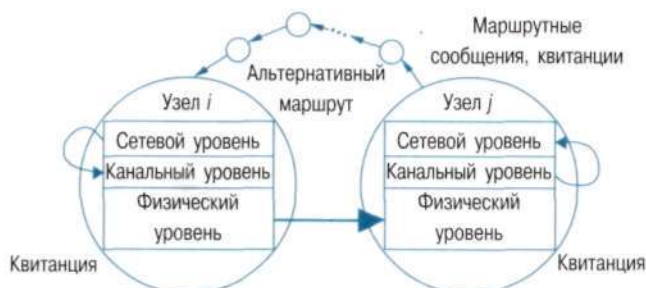 Маршрутные
сообщения, квитанции
Альтернативный
маршрут
Узел i
Сетевой уровень
Канальный уровень
Физический
уровень
Квитанция
Узел j
Сетевой уровень
Канальный уровень
Физический
уровень
Квитанция